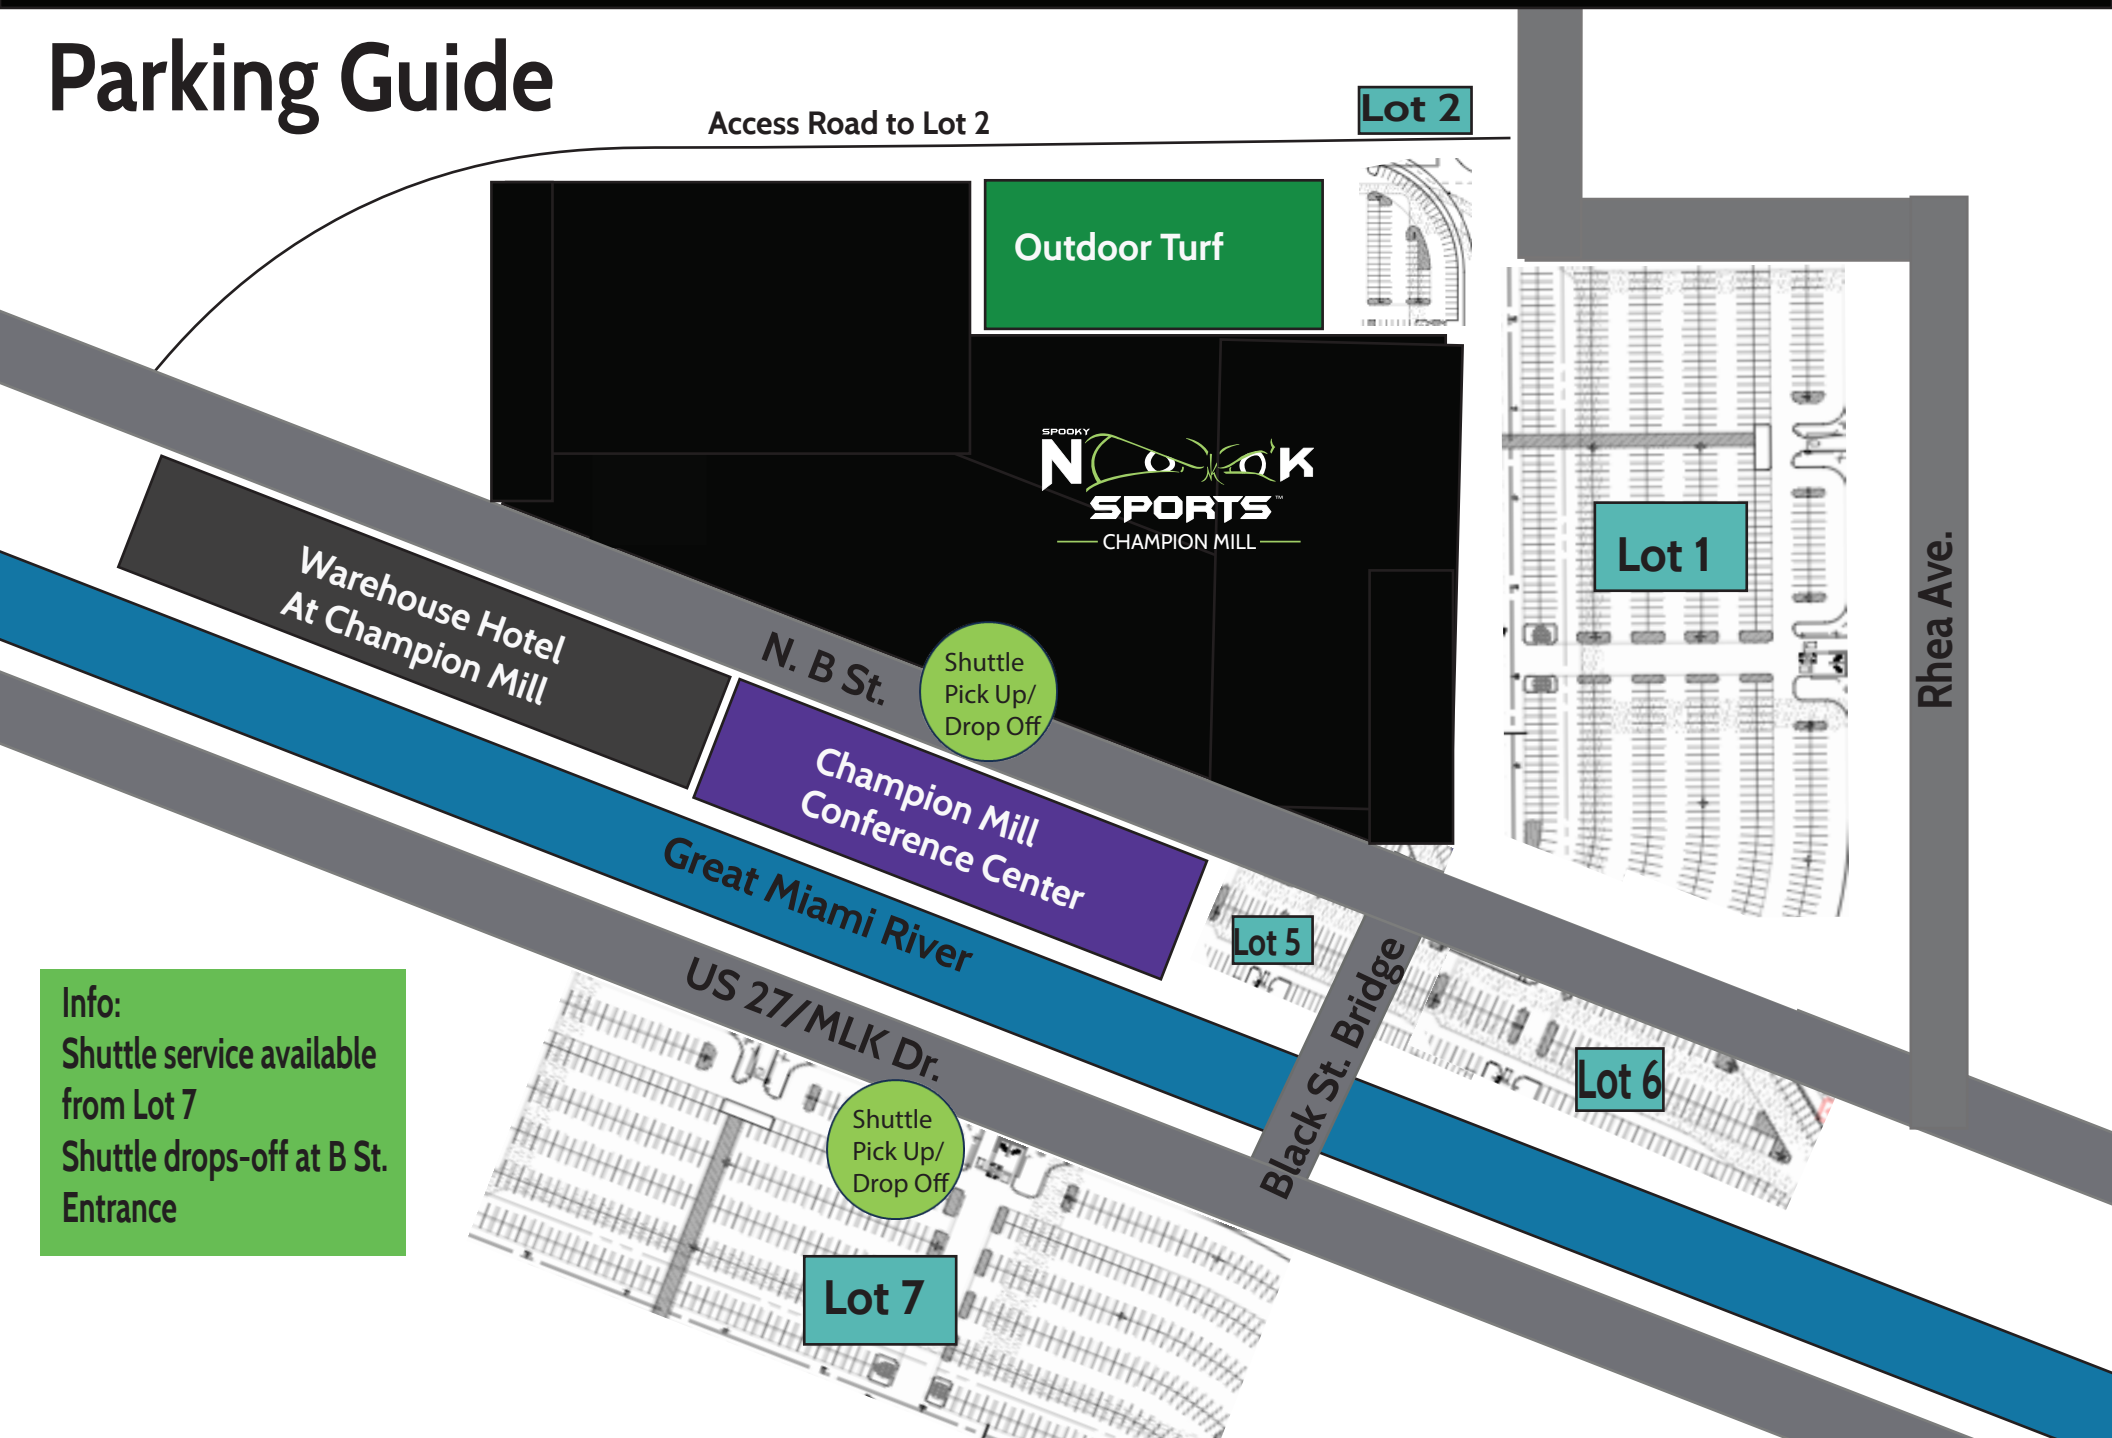 Parking Guide
Access Road to Lot 2
Lot 2
Outdoor Turf
SPOOKY
NOOK
SPORTS™
CHAMPION MILL
Lot 1
Rhea Ave.
Warehouse Hotel
At Champion Mill
N. B St.
Shuttle
Pick Up/
Drop Off
Champion Mill
Conference Center
Great Miami River
US 27/MLK Dr.
Lot 5
Black St. Bridge
Lot 6
Info:
Shuttle service available
from Lot 7
Shuttle drops-off at B St.
Entrance
Shuttle
Pick Up/
Drop Off
Lot 7